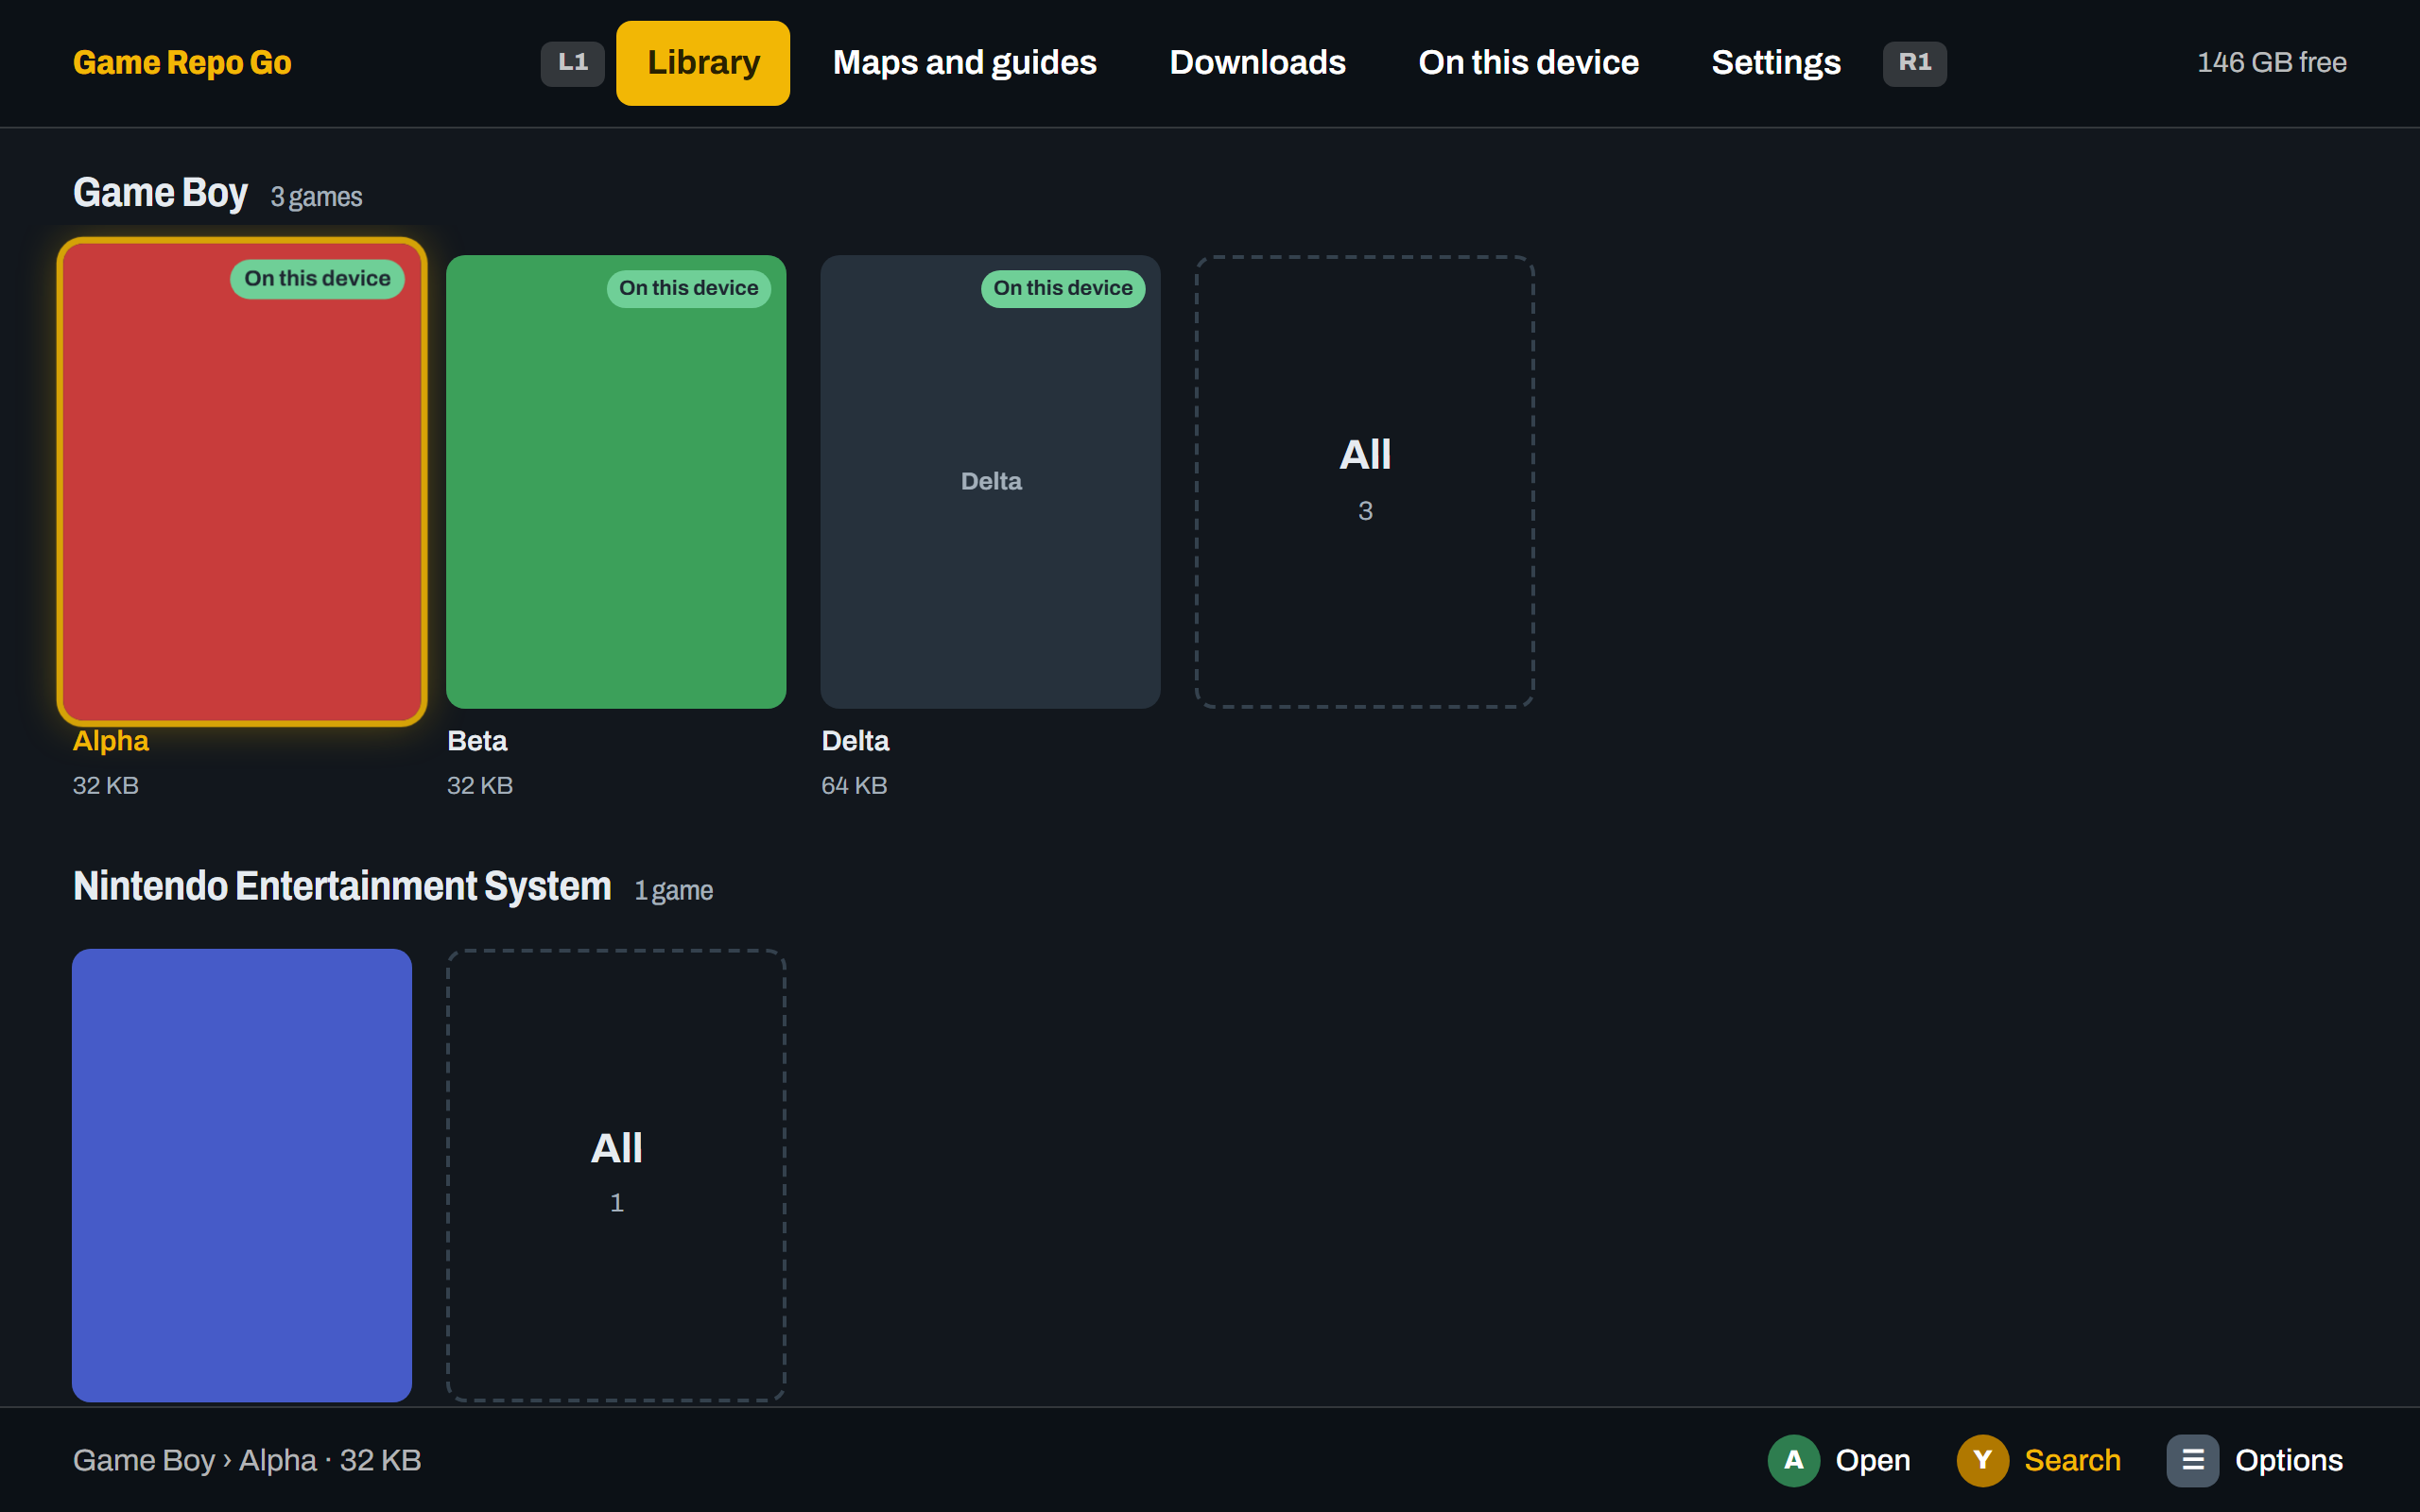 Game Repo Go
L1
Library
Maps and guides
Downloads
On this device
Settings
R1
146 GB free
Game Boy 3 games
On this device
On this device
On this device
Delta
All
3
Alpha
Beta
Delta
32 KB
32 KB
64 KB
Nintendo Entertainment System 1 game
All
1
Game Boy › Alpha · 32 KB
A Open
Y Search
☰ Options